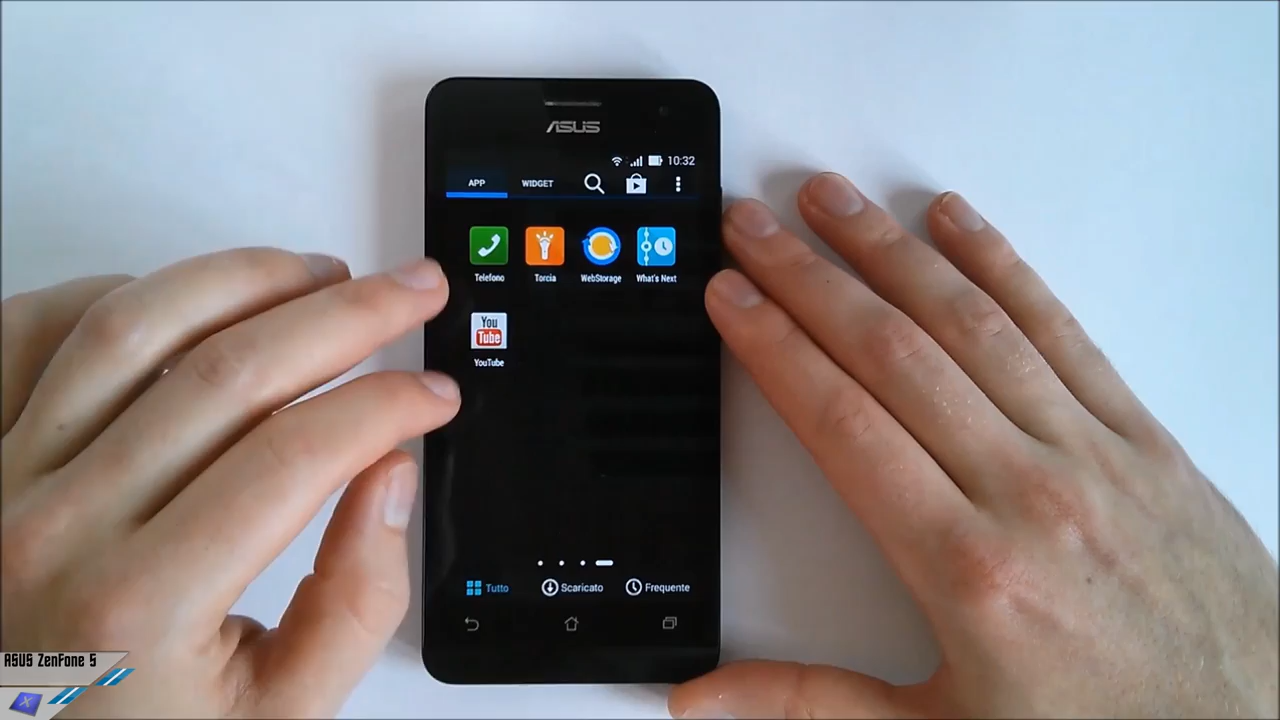 ASUS
10:32
APP WIDGET
Telefono Torcia WebStorage What's Next
You Tube
YouTube
Tutto Scaricato Frequente
ASUS ZenFone 5
X